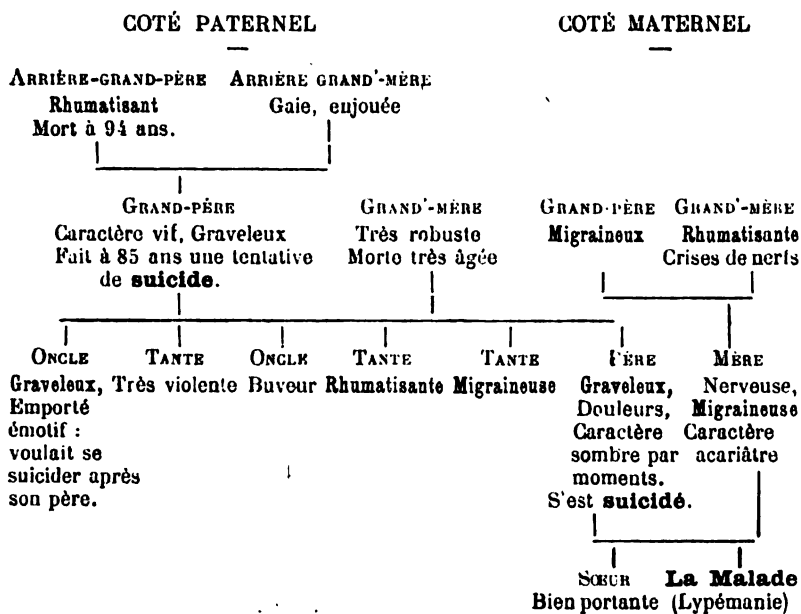 COTÉ PATERNEL
COTÉ MATERNEL
ARRIÈRE-GRAND-PÈRE
Rhumatisant
Mort à 94 ans.
ARRIÈRE GRAND'-MÈRE
Gaie, enjouée
GRAND-PÈRE
Caractère vif, Graveleux
Fait à 85 ans une tentative
de suicide.
GRAND'-MÈRE
Très robuste
Morte très âgée
GRAND-PÈRE
Migraineux
GRAND'-MÈRE
Rhumatisante
Crises de nerfs
ONCLE
Graveleux,
Emporté
émotif :
voulait se
suicider après
son père.
TANTE
Très violente
ONCLE
Buveur
TANTE
Rhumatisante
TANTE
Migraineuse
PÈRE
Graveleux,
Douleurs,
Caractère
sombre par
moments.
S'est suicidé.
MÈRE
Nerveuse,
Migraineuse
Caractère
acariâtre
SŒUR
Bien portante
La Malade
(Lypémanie)